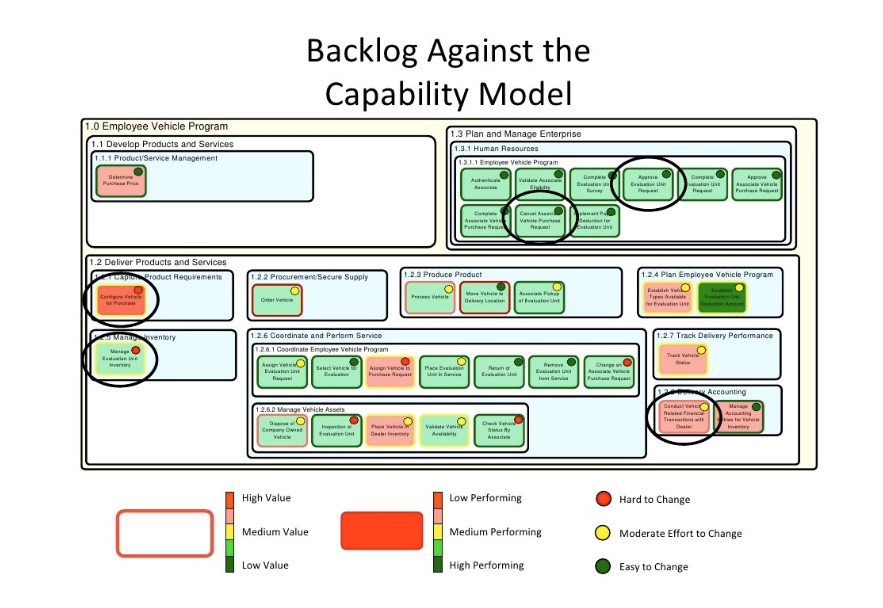 Backlog Against the
Capability Model
1.0 Employee Vehicle Program
1.1 Develop Products and Services
1.1.1 Product/Service Management
Determine
Purchase Price
1.3 Plan and Manage Enterprise
1.3.1 Human Resources
1.3.1.1 Employee Vehicle Program
Authenticate
Associate
Validate Associate
Eligibility
Complete
Evaluation Unit
Survey
Approve
Evaluation Unit
Request
Complete
Evaluation Unit
Request
Approve
Associate Vehicle
Purchase Request
Complete
Associate Vehicle
Purchase Request
Cancel Associate
Vehicle Purchase
Request
Deduction for
Evaluation Unit
1.2 Deliver Products and Services
1.2.1 Capture Product Requirements
Configure Vehicle
for Purchase
1.2.2 Procurement/Secure Supply
Order Vehicle
1.2.3 Produce Product
Process Vehicle
Move Vehicle to
Delivery Location
Associate Pickup
of Evaluation Unit
1.2.4 Plan Employee Vehicle Program
Establish Vehicle
Types Available
for Evaluation Unit
Establish
Evaluation Unit
1.2.5 Manage Inventory
Manage
Evaluation Unit
Inventory
1.2.6 Coordinate and Perform Service
1.2.6.1 Coordinate Employee Vehicle Program
Assign Vehicle
Evaluation Unit
Request
Select Vehicle for
Evaluation
Assign Vehicle to
Purchase Request
Place Evaluation
Unit In Service
Return of
Evaluation Unit
Remove
Evaluation Unit
from Service
Change on
Associate Vehicle
Purchase Request
1.2.6.2 Manage Vehicle Assets
Dispose of
Company Owned
Vehicle
Inspection of
Evaluation Unit
Place Vehicle in
Dealer Inventory
Validate Vehicle
Availability
Check Vehicle
Status By
Associate
1.2.7 Track Delivery Performance
Track Vehicle
Status
Delivery Accounting
Conduct Vehicle
Related Financial
Transactions with
Dealer
Manage
Accounting
Entries for Vehicle
Inventory
High Value
Medium Value
Low Value
Low Performing
Medium Performing
High Performing
Hard to Change
Moderate Effort to Change
Easy to Change